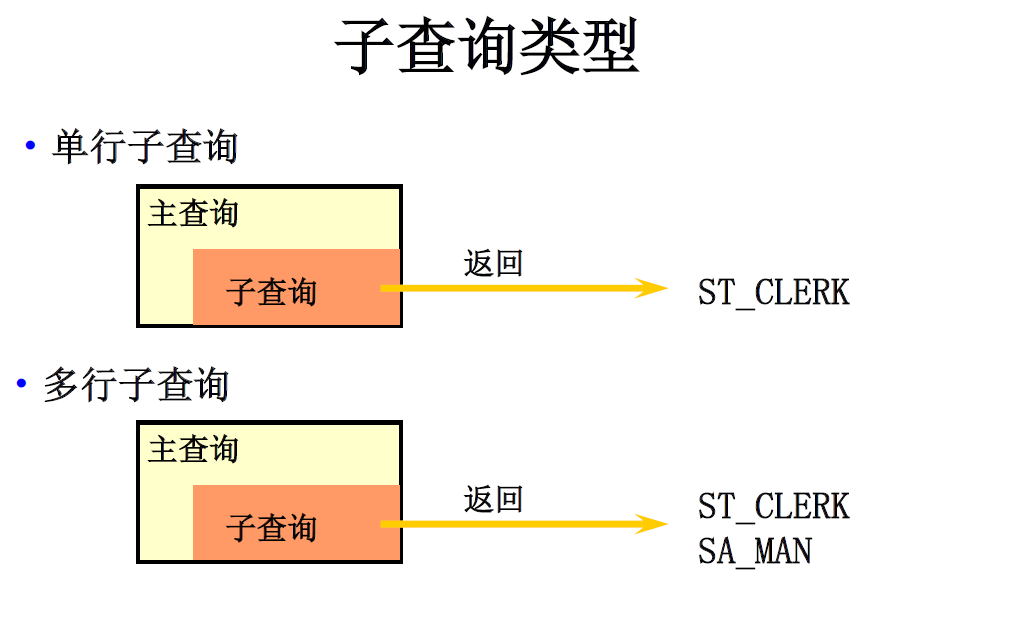 子查询类型
• 单行子查询
主查询
子查询
返回
ST_CLERK
• 多行子查询
主查询
子查询
返回
ST_CLERK
SA_MAN